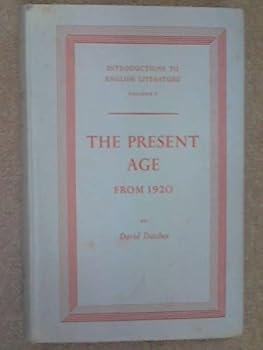 INTRODUCTIONS TO
ENGLISH LITERATURE
VOLUME V
THE PRESENT
AGE
FROM 1920
BY
David Daiches